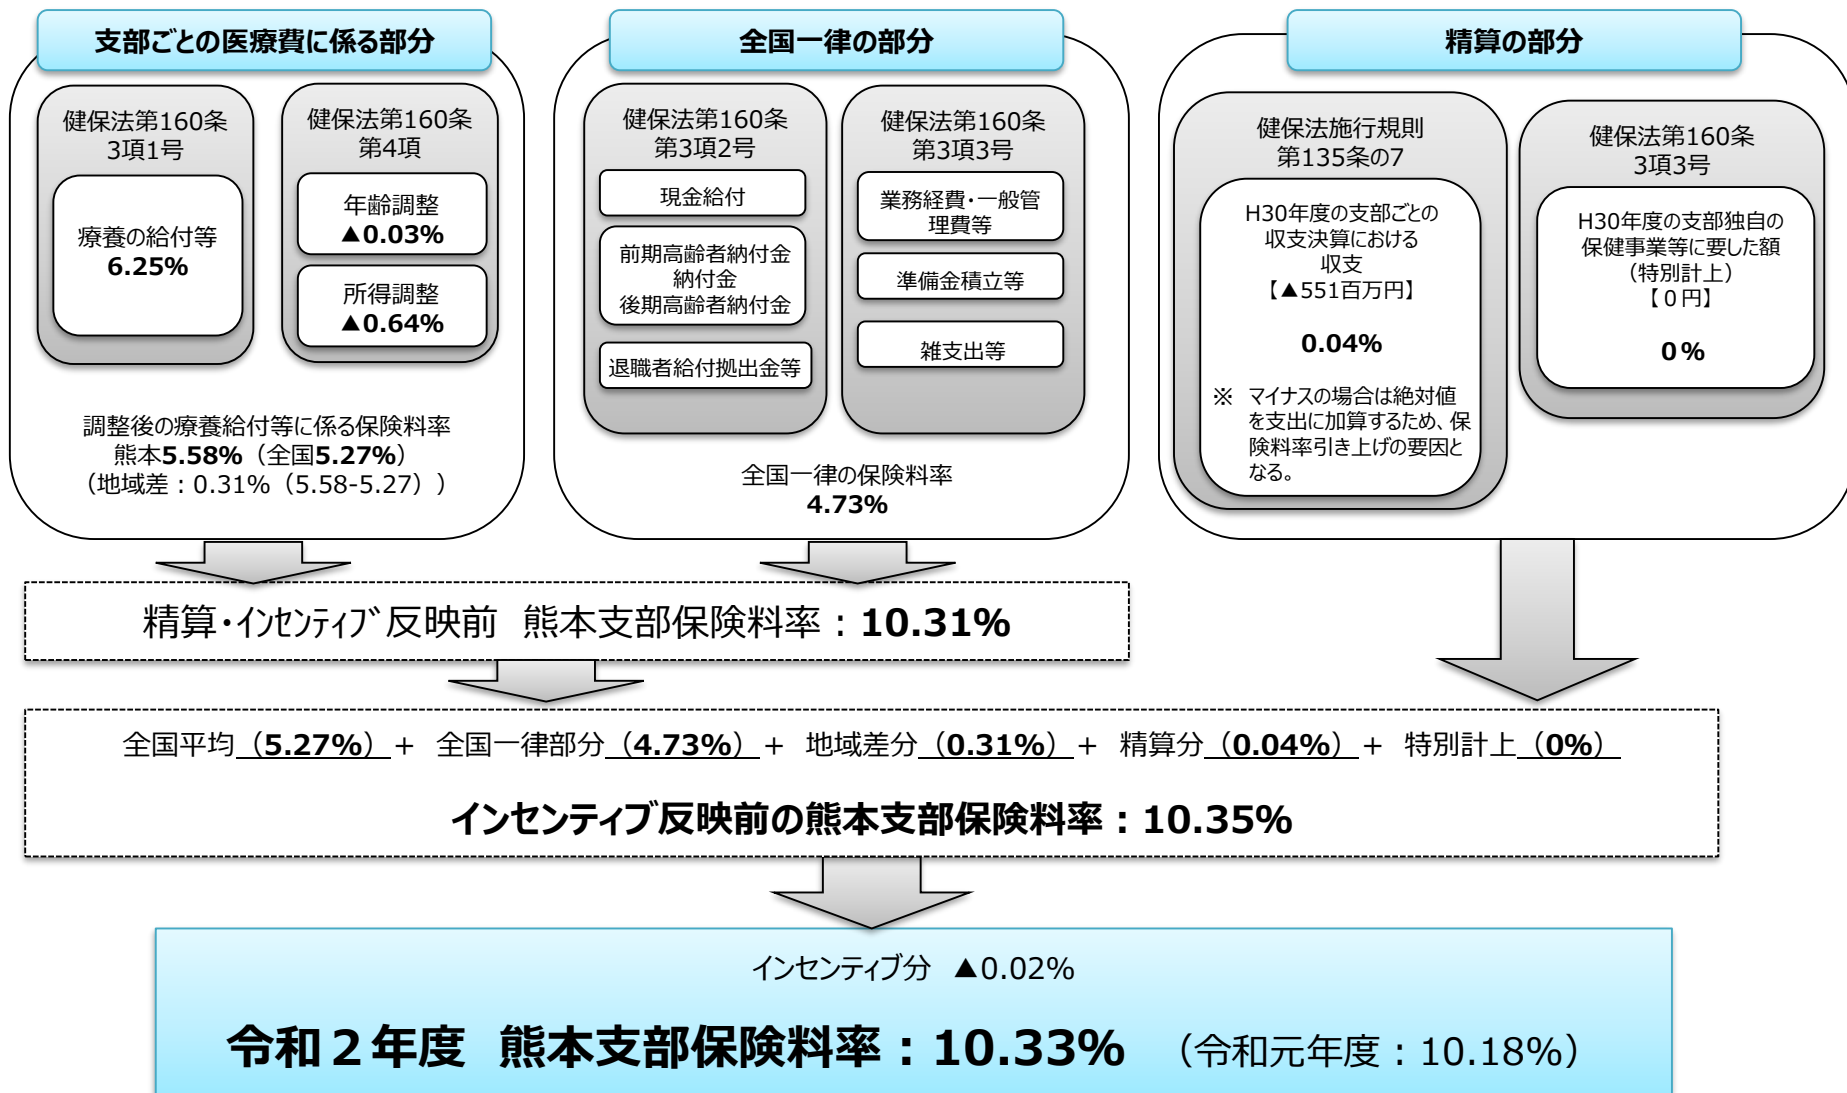 支部ごとの医療費に係る部分
健保法第160条
3項1号
療養の給付等
6.25%
健保法第160条
第4項
年齢調整
▲0.03%
所得調整
▲0.64%
調整後の療養給付等に係る保険料率
熊本5.58%（全国5.27%）
（地域差：0.31%（5.58-5.27））
全国一律の部分
健保法第160条
第3項2号
現金給付
前期高齢者納付金
納付金
後期高齢者納付金
退職者給付拠出金等
健保法第160条
第3項3号
業務経費・一般管
理費等
準備金積立等
雑支出等
全国一律の保険料率
4.73%
精算の部分
健保法施行規則
第135条の7
H30年度の支部ごとの
収支決算における
収支
【▲551百万円】
0.04%
※　マイナスの場合は絶対値
を支出に加算するため、保
険料率引き上げの要因と
なる。
健保法第160条
3項3号
H30年度の支部独自の
保健事業等に要した額
（特別計上）
【０円】
0％
精算・ｲﾝｾﾝﾃｨﾌﾞ反映前　熊本支部保険料率：10.31%
全国平均（5.27%）+　全国一律部分（4.73%）+　地域差分（0.31%）+　精算分（0.04%）+　特別計上（0%）
インセンティブ反映前の熊本支部保険料率：10.35%
インセンティブ分　▲0.02%
令和２年度　熊本支部保険料率：10.33%　（令和元年度：10.18%）